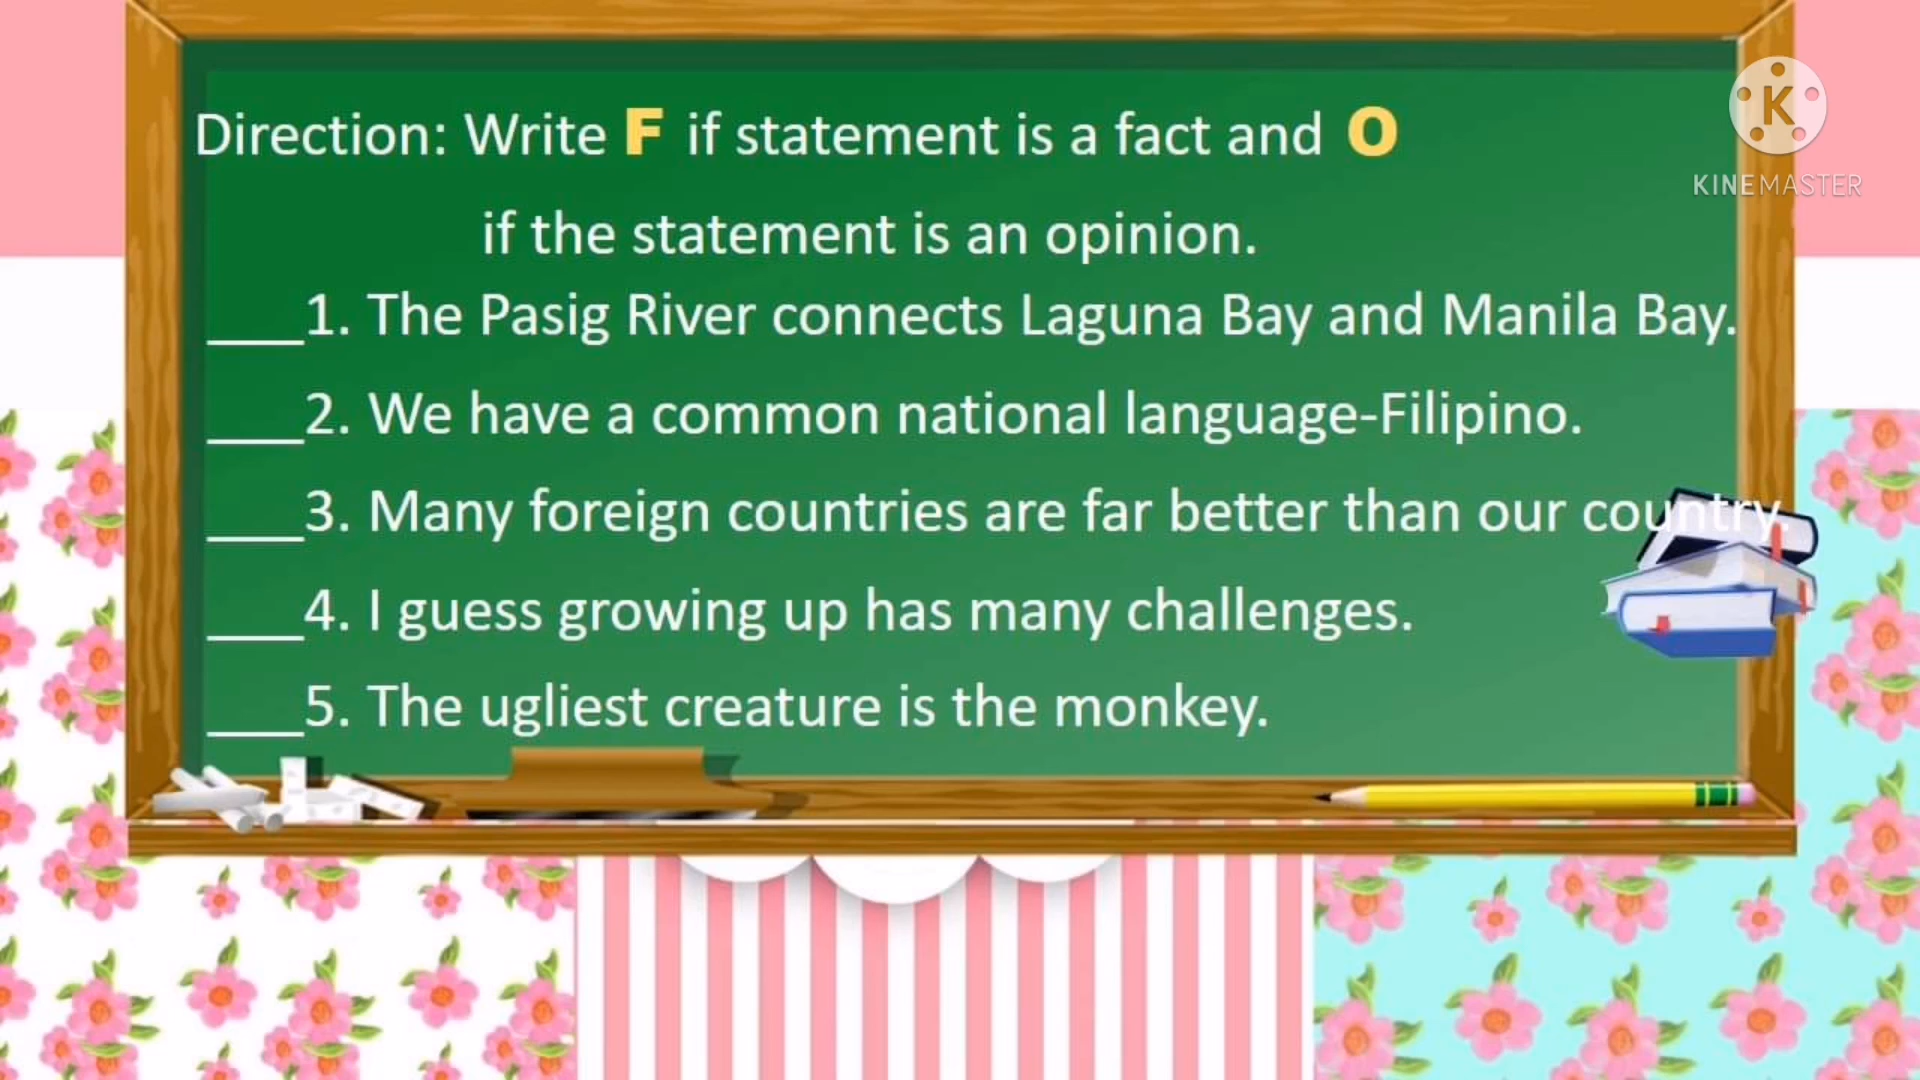 Direction: Write F if statement is a fact and O
if the statement is an opinion.
____1. The Pasig River connects Laguna Bay and Manila Bay.
____2. We have a common national language-Filipino.
____3. Many foreign countries are far better than our country.
____4. I guess growing up has many challenges.
____5. The ugliest creature is the monkey.
K
KINEMASTER